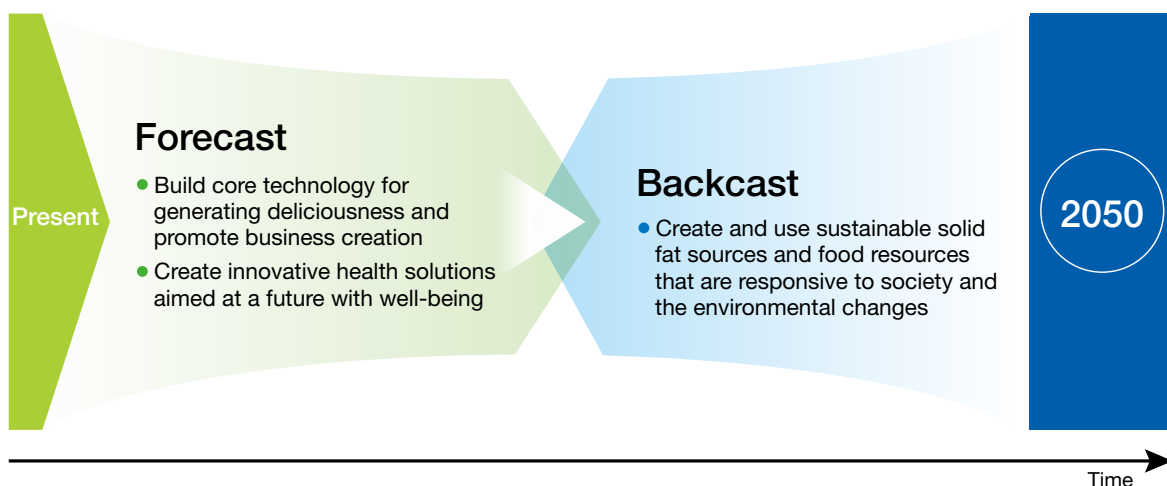 Present
Forecast
● Build core technology for
generating deliciousness and
promote business creation
● Create innovative health solutions
aimed at a future with well-being
Backcast
● Create and use sustainable solid
fat sources and food resources
that are responsive to society and
the environmental changes
2050
Time